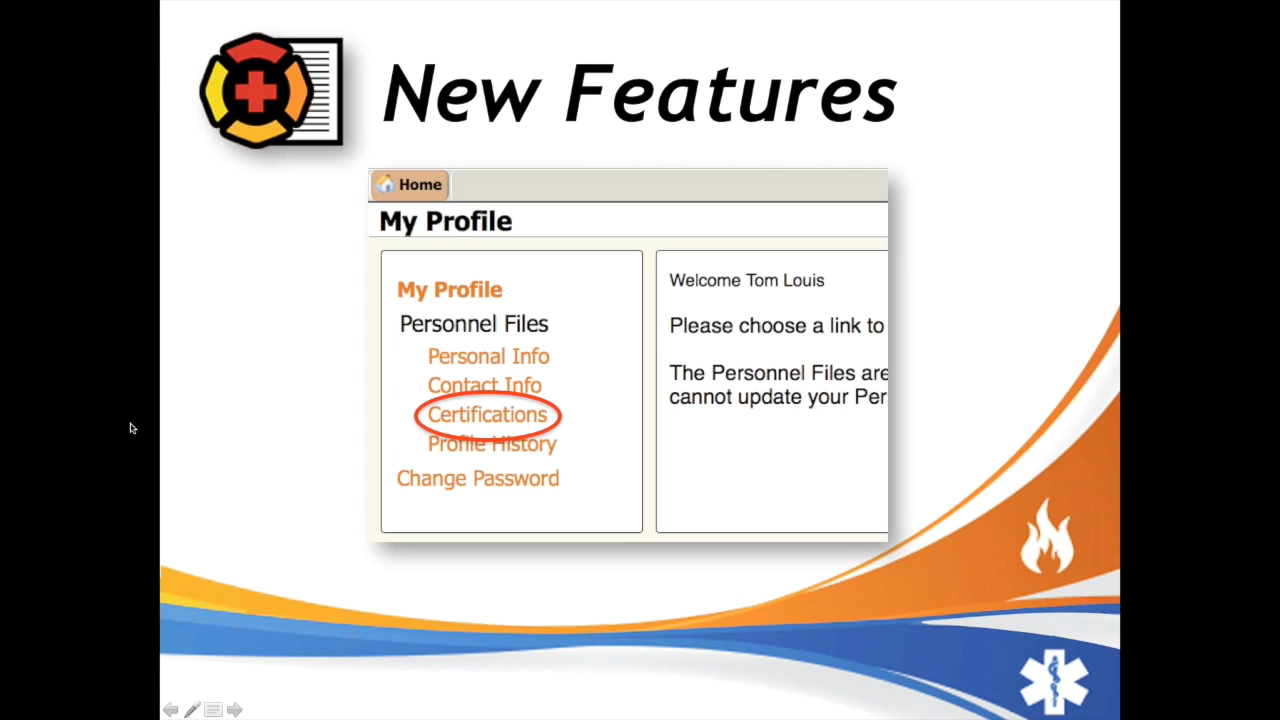 New Features
Home
My Profile
My Profile
Personnel Files
Personal Info
Contact Info
Certifications
Profile History
Change Password
Welcome Tom Louis
Please choose a link to
The Personnel Files are
cannot update your Per